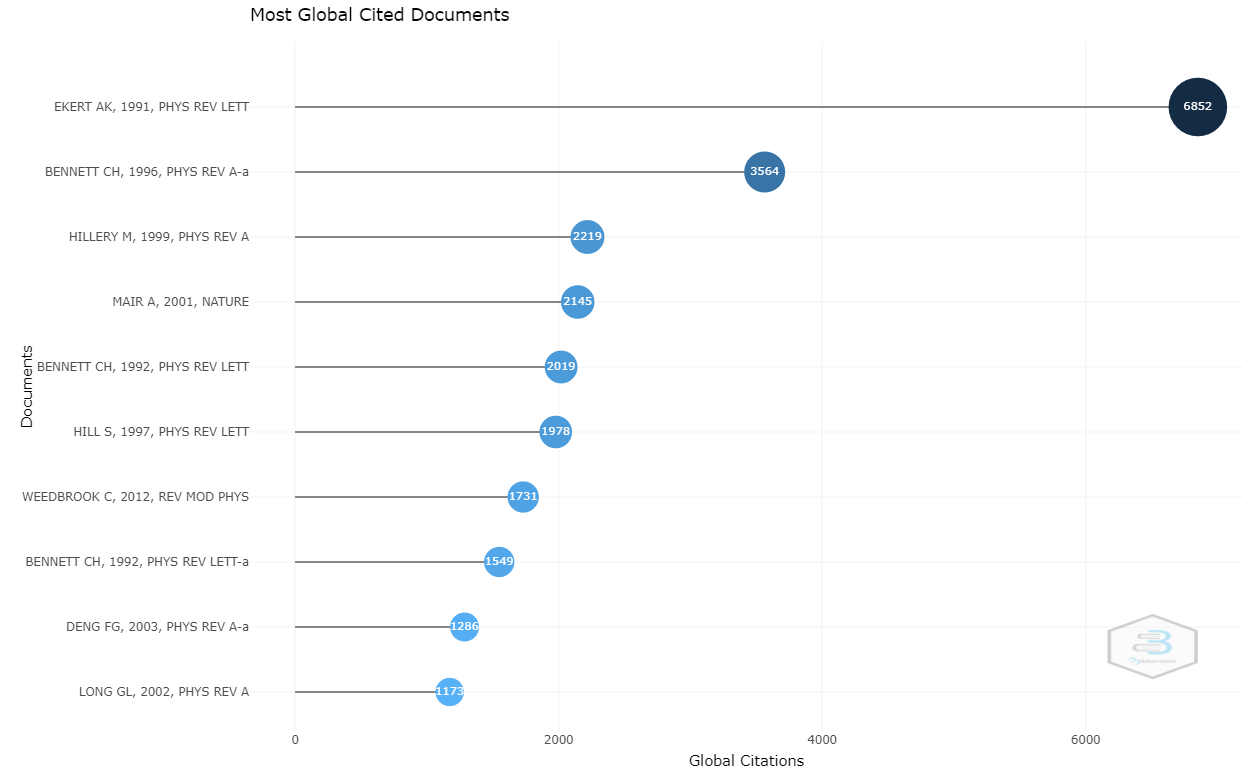 Most Global Cited Documents
EKERT AK, 1991, PHYS REV LETT
6852
BENNETT CH, 1996, PHYS REV A-a
3564
HILLERY M, 1999, PHYS REV A
2219
MAIR A, 2001, NATURE
2145
Documents
BENNETT CH, 1992, PHYS REV LETT
2019
HILL S, 1997, PHYS REV LETT
1978
WEEDBROOK C, 2012, REV MOD PHYS
1731
BENNETT CH, 1992, PHYS REV LETT-a
1549
DENG FG, 2003, PHYS REV A-a
1286
LONG GL, 2002, PHYS REV A
1173
0 2000 4000 6000
Global Citations